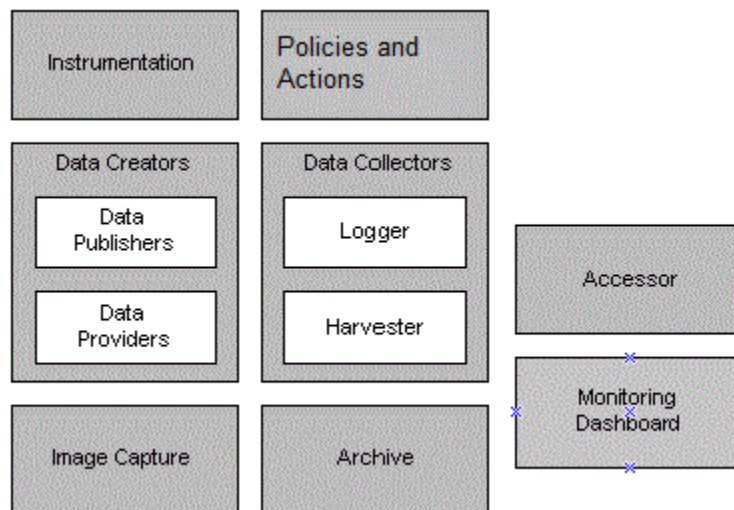 Instrumentation
Policies and
Actions
Data Creators
Data
Publishers
Data
Providers
Data Collectors
Logger
Harvester
Accessor
Monitoring
Dashboard
Image Capture
Archive